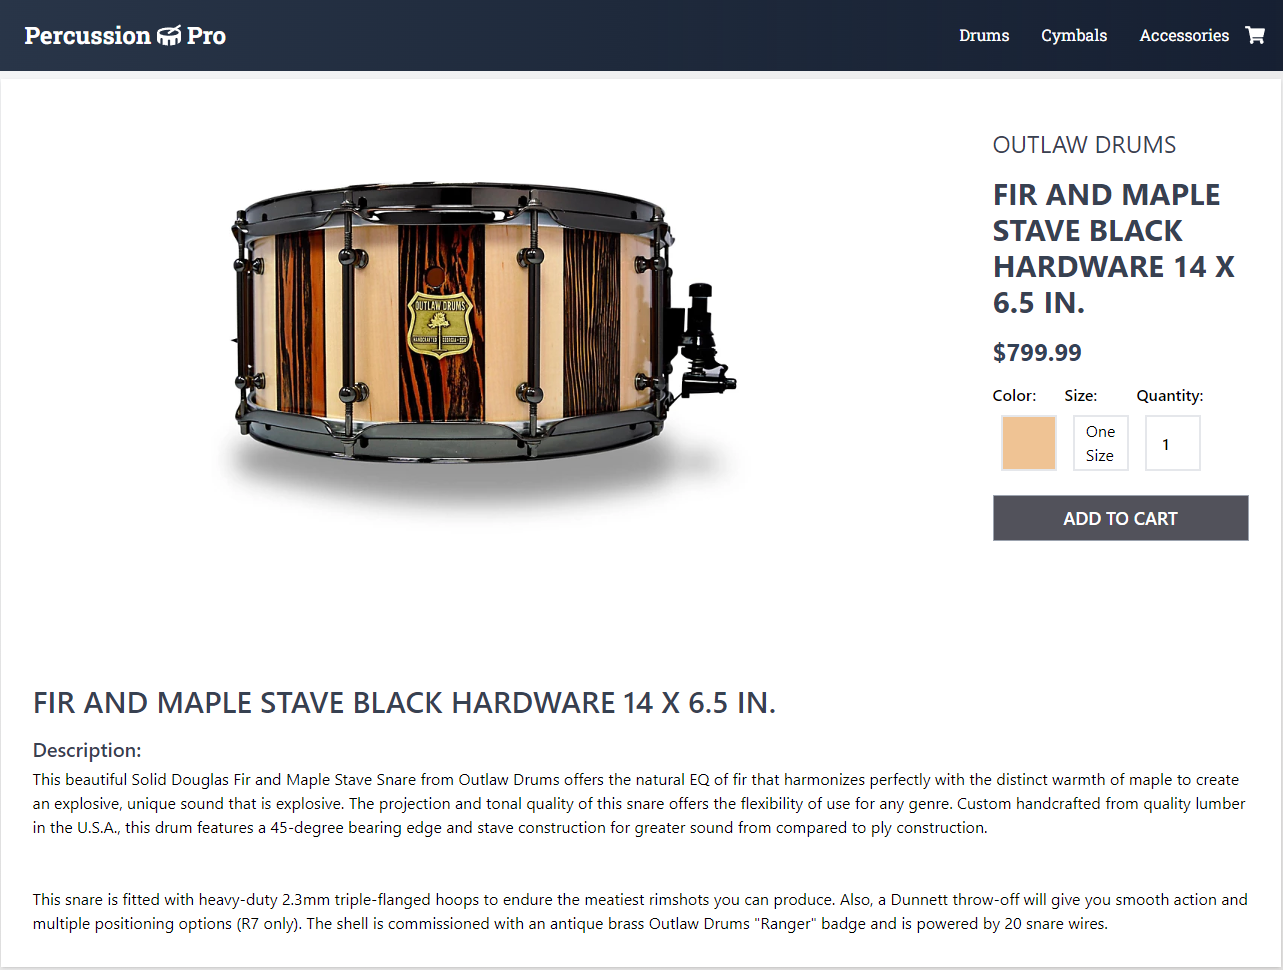 Percussion Pro
Drums Cymbals Accessories
OUTLAW DRUMS
HANDCRAFTED GEORGIA USA
OUTLAW DRUMS
FIR AND MAPLE
STAVE BLACK
HARDWARE 14 X
6.5 IN.
$799.99
Color: Size: Quantity:
One
Size
1
ADD TO CART
FIR AND MAPLE STAVE BLACK HARDWARE 14 X 6.5 IN.
Description:
This beautiful Solid Douglas Fir and Maple Stave Snare from Outlaw Drums offers the natural EQ of fir that harmonizes perfectly with the distinct warmth of maple to create
an explosive, unique sound that is explosive. The projection and tonal quality of this snare offers the flexibility of use for any genre. Custom handcrafted from quality lumber
in the U.S.A., this drum features a 45-degree bearing edge and stave construction for greater sound from compared to ply construction.
This snare is fitted with heavy-duty 2.3mm triple-flanged hoops to endure the meatiest rimshots you can produce. Also, a Dunnett throw-off will give you smooth action and
multiple positioning options (R7 only). The shell is commissioned with an antique brass Outlaw Drums "Ranger" badge and is powered by 20 snare wires.